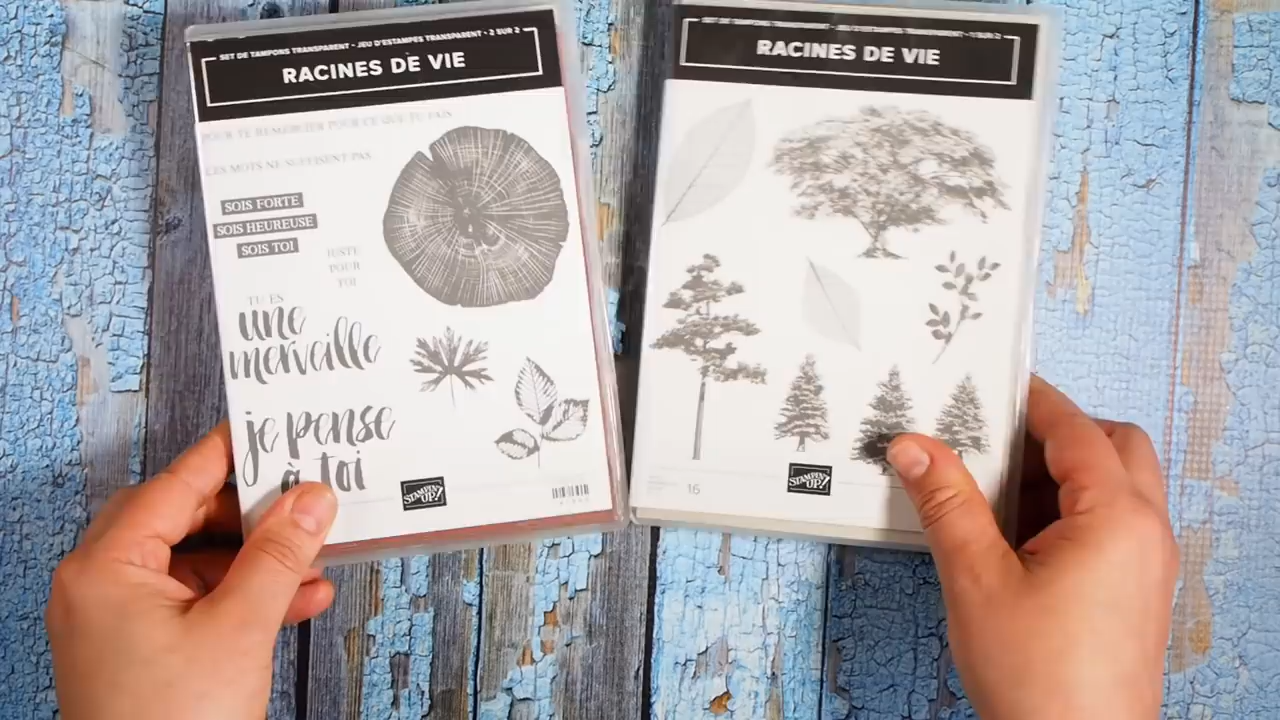 SET DE TAMPONS TRANSPARENT • JEU D'ESTAMPES TRANSPARENT • 2 SUR 2
RACINES DE VIE
POUR TE REMERCIER POUR CE QUE TU FAIS
LES MOTS NE SUFFISENT PAS
SOIS FORTE
SOIS HEUREUSE
SOIS TOI
JUSTE
POUR
TOI
TU ES
une
merveille
je pense
à toi
STAMPIN'
UP!
RACINES DE VIE
16
STAMPIN'
UP!